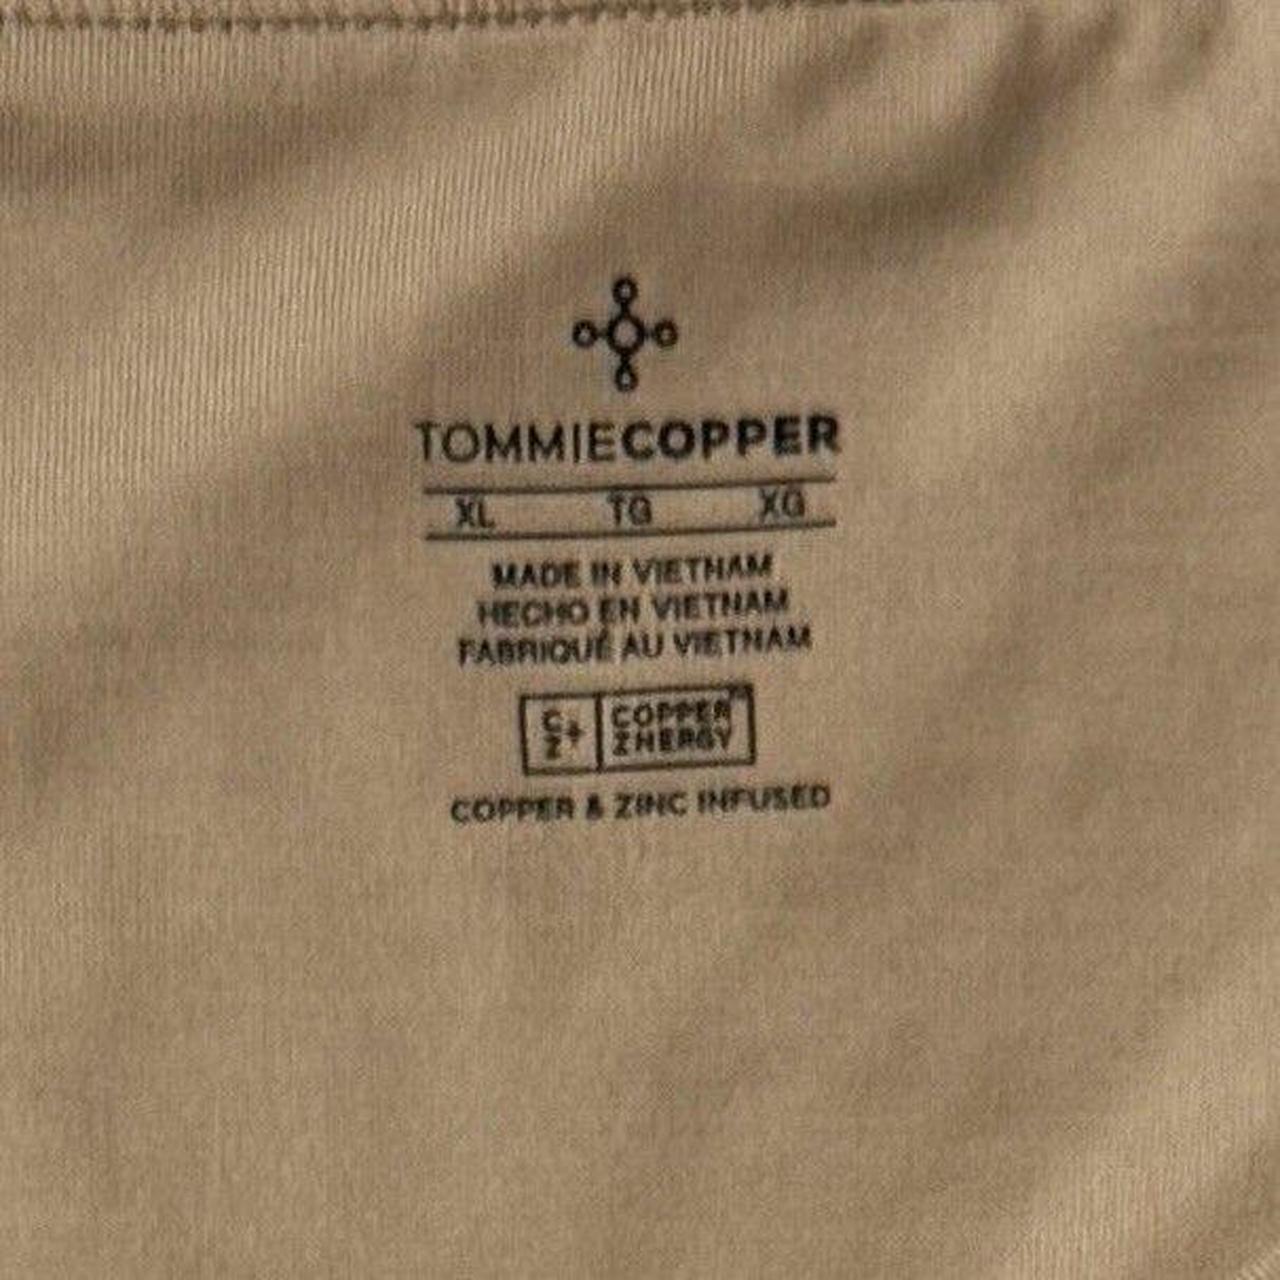 TOMMIECOPPER
XL TG XG
MADE IN VIETNAM
HECHO EN VIETNAM
FABRIQUÉ AU VIETNAM
C+
Z
COPPER
ZNERGY
COPPER & ZINC INFUSED